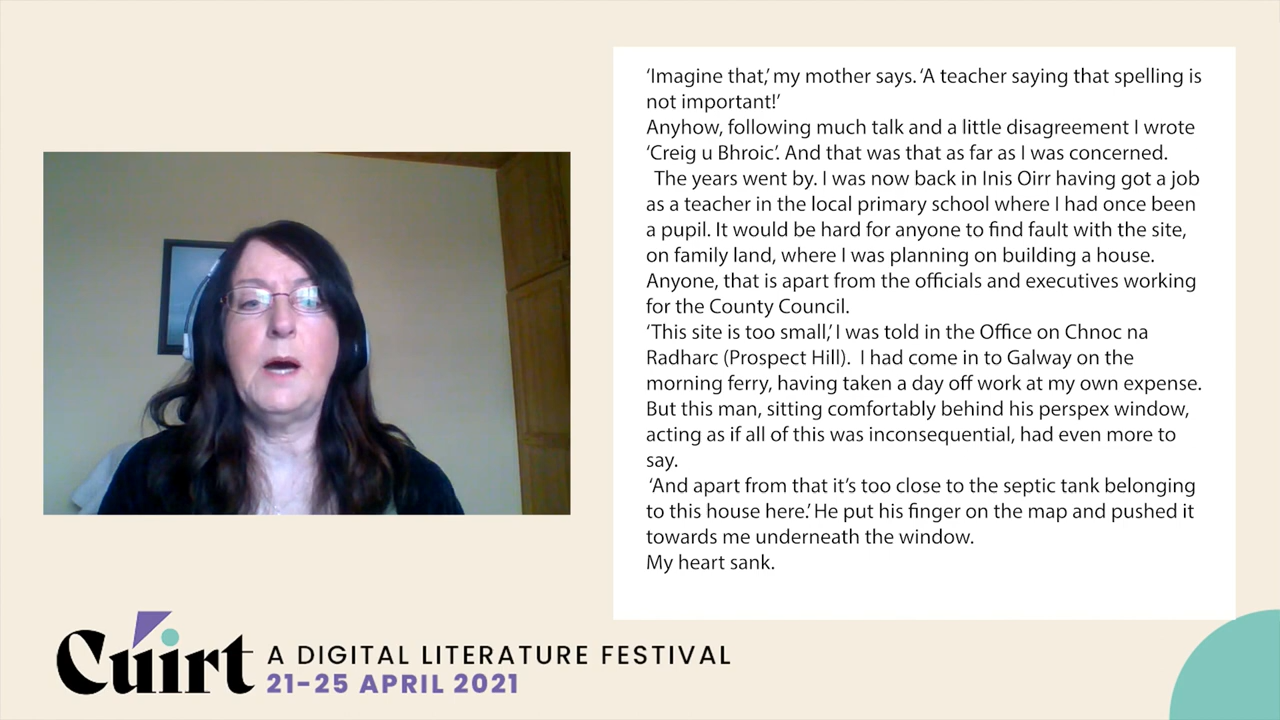 ‘Imagine that,’ my mother says. ‘A teacher saying that spelling is
not important!’
Anyhow, following much talk and a little disagreement I wrote
‘Creig u Bhroic’. And that was that as far as I was concerned.
The years went by. I was now back in Inis Oirr having got a job
as a teacher in the local primary school where I had once been
a pupil. It would be hard for anyone to find fault with the site,
on family land, where I was planning on building a house.
Anyone, that is apart from the officials and executives working
for the County Council.
‘This site is too small,’ I was told in the Office on Chnoc na
Radharc (Prospect Hill). I had come in to Galway on the
morning ferry, having taken a day off work at my own expense.
But this man, sitting comfortably behind his perspex window,
acting as if all of this was inconsequential, had even more to
say.
‘And apart from that it’s too close to the septic tank belonging
to this house here.’ He put his finger on the map and pushed it
towards me underneath the window.
My heart sank.
Cúirt A DIGITAL LITERATURE FESTIVAL
21-25 APRIL 2021